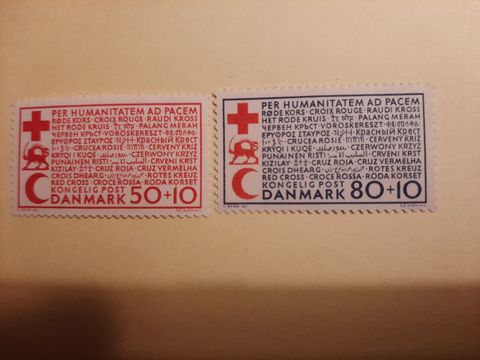 PER HUMANITATEM AD PACEM
RØDE KORS · CROIX ROUGE · RAUDI KROSS
HET RODE KRUIS · PALANG MERAH
ЧЕРВЕН КРЪСТ · VÖRÖSKERESZT
ΕΡΥΘΡΟΣ ΣΤΑΥΡΟΣ · Красный Крест
CRUCEA ROSIE · ČERVENÝ KŘÍŽ
KRYQI I KUQË · CZERWONY KRZYŻ
PUNAINEN RISTI · CRVENI KRST
KIZILAY · CRUZ ROJA · CRUZ VERMELHA
CROIS DHEARG · ROTES KREUZ
RED CROSS · CROCE ROSSA · RÖDA KORSET
KONGELIG POST
DANMARK 50+10
PER HUMANITATEM AD PACEM
RØDE KORS · CROIX ROUGE · RAUDI KROSS
HET RODE KRUIS · PALANG MERAH
ЧЕРВЕН КРЪСТ · VÖRÖSKERESZT
ΕΡΥΘΡΟΣ ΣΤΑΥΡΟΣ · Красный Крест
CRUCEA ROSIE · ČERVENÝ KŘÍŽ
KRYQI I KUQË · CZERWONY KRZYŻ
PUNAINEN RISTI · CRVENI KRST
KIZILAY · CRUZ ROJA · CRUZ VERMELHA
CROIS DHEARG · ROTES KREUZ
RED CROSS · CROCE ROSSA · RÖDA KORSET
KONGELIG POST
DANMARK 80+10